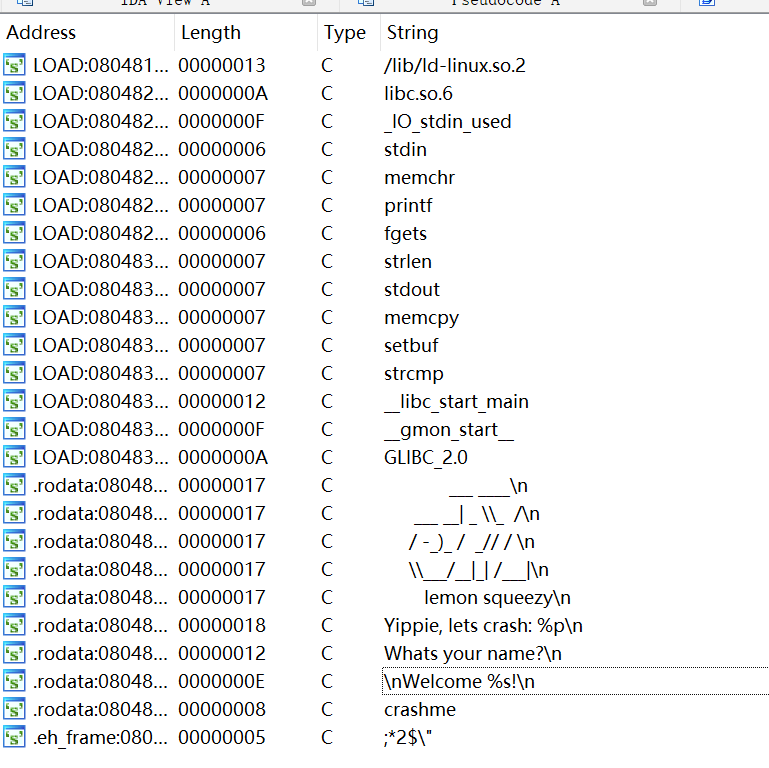 IDA View-A Pseudocode-A
Address Length Type String
LOAD:080481... 00000013 C /lib/ld-linux.so.2
LOAD:080482... 0000000A C libc.so.6
LOAD:080482... 0000000F C _IO_stdin_used
LOAD:080482... 00000006 C stdin
LOAD:080482... 00000007 C memchr
LOAD:080482... 00000007 C printf
LOAD:080482... 00000006 C fgets
LOAD:080483... 00000007 C strlen
LOAD:080483... 00000007 C stdout
LOAD:080483... 00000007 C memcpy
LOAD:080483... 00000007 C setbuf
LOAD:080483... 00000007 C strcmp
LOAD:080483... 00000012 C __libc_start_main
LOAD:080483... 0000000F C __gmon_start__
LOAD:080483... 0000000A C GLIBC_2.0
.rodata:08048... 00000017 C ___ ____\n
.rodata:08048... 00000017 C ___ __| _ \\_ /\n
.rodata:08048... 00000017 C / -_)_ / _// / \n
.rodata:08048... 00000017 C \\___/__|_| /___|\n
.rodata:08048... 00000017 C lemon squeezy\n
.rodata:08048... 00000018 C Yippie, lets crash: %p\n
.rodata:08048... 00000012 C Whats your name?\n
.rodata:08048... 0000000E C \nWelcome %s!\n
.rodata:08048... 00000008 C crashme
.eh_frame:080... 00000005 C ;*2$\"